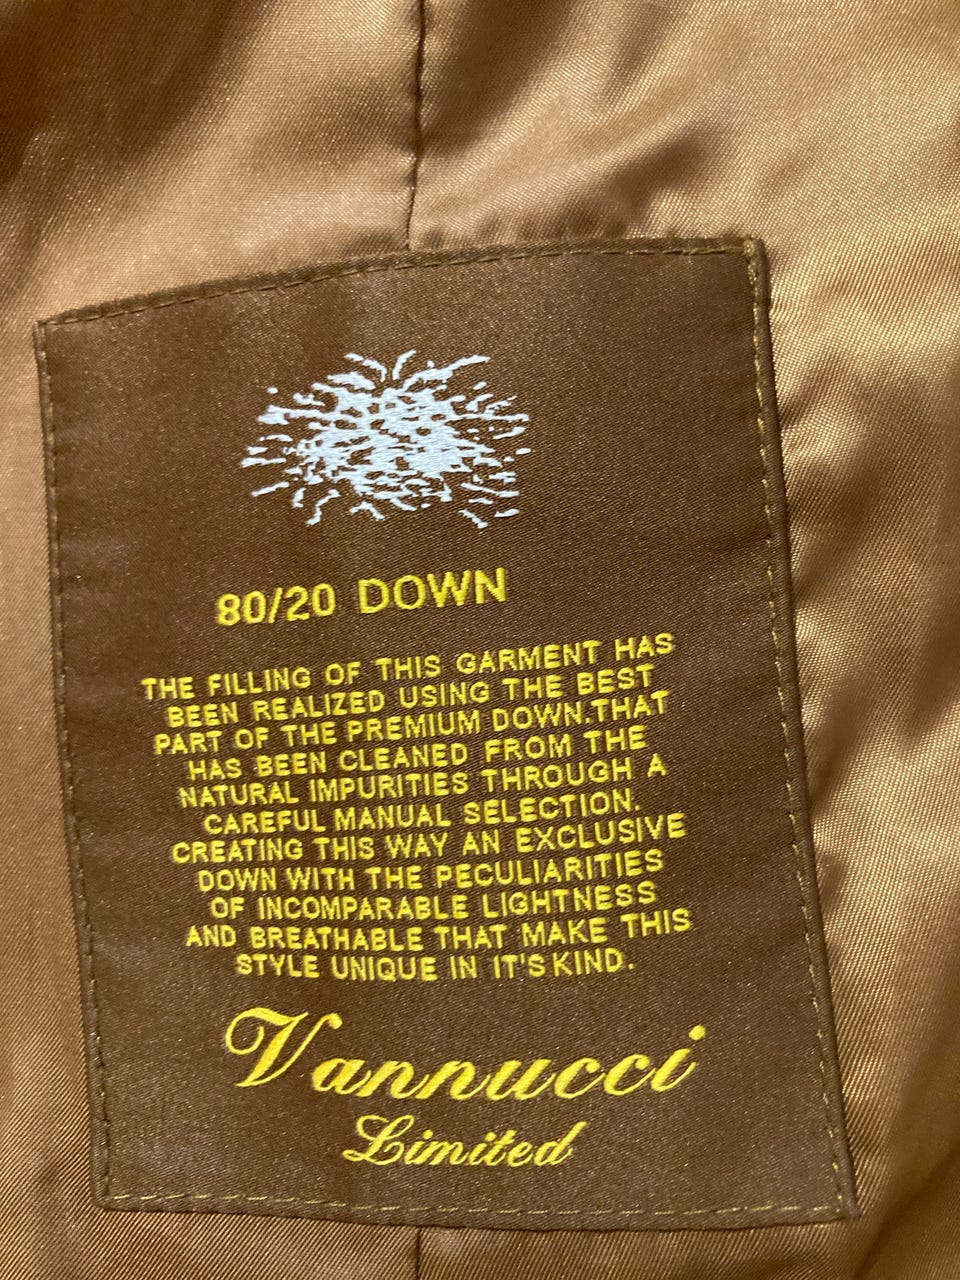 80/20 DOWN
THE FILLING OF THIS GARMENT HAS
BEEN REALIZED USING THE BEST
PART OF THE PREMIUM DOWN.THAT
HAS BEEN CLEANED FROM THE
NATURAL IMPURITIES THROUGH A
CAREFUL MANUAL SELECTION.
CREATING THIS WAY AN EXCLUSIVE
DOWN WITH THE PECULIARITIES
OF INCOMPARABLE LIGHTNESS
AND BREATHABLE THAT MAKE THIS
STYLE UNIQUE IN IT'S KIND.
Vannucci
Limited